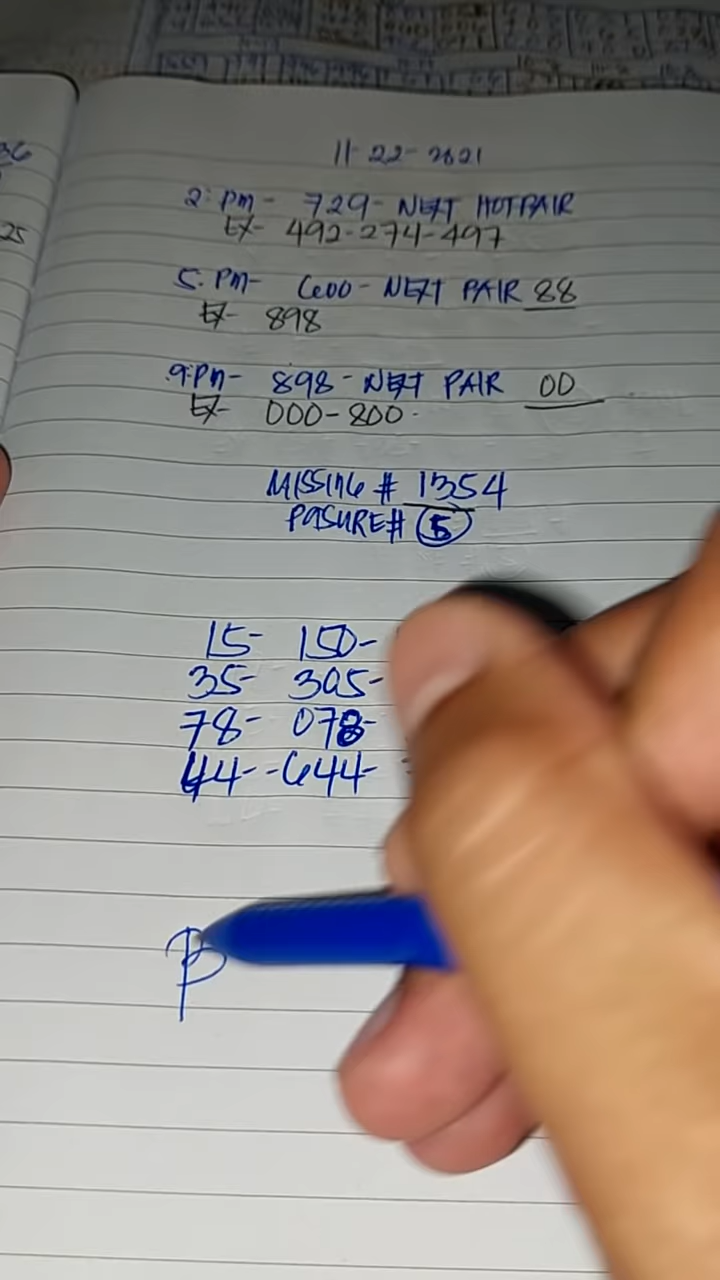 36
25
11-22-2021
2:PM- 729- NEXT HOTPAIR
EX- 492-274-497
5:PM- 600- NEXT PAIR 88
EX- 898
9:PM- 898- NEXT PAIR 00
EX- 000-800-
MISSING # 1354
PASURE# 5
15- 150-
35- 305-
78- 078-
44- -644-
P